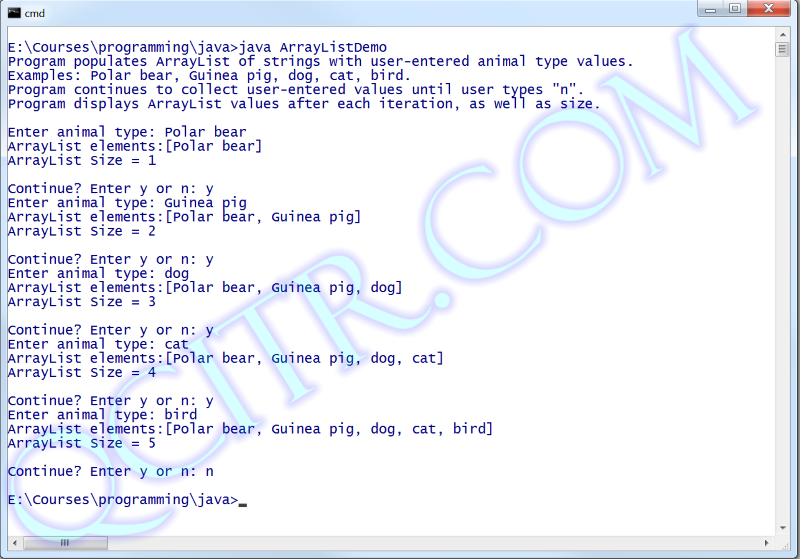 cmd
E:\Courses\programming\java>java ArrayListDemo
Program populates ArrayList of strings with user-entered animal type values.
Examples: Polar bear, Guinea pig, dog, cat, bird.
Program continues to collect user-entered values until user types "n".
Program displays ArrayList values after each iteration, as well as size.
Enter animal type: Polar bear
ArrayList elements:[Polar bear]
ArrayList Size = 1
Continue? Enter y or n: y
Enter animal type: Guinea pig
ArrayList elements:[Polar bear, Guinea pig]
ArrayList Size = 2
Continue? Enter y or n: y
Enter animal type: dog
ArrayList elements:[Polar bear, Guinea pig, dog]
ArrayList Size = 3
Continue? Enter y or n: y
Enter animal type: cat
ArrayList elements:[Polar bear, Guinea pig, dog, cat]
ArrayList Size = 4
Continue? Enter y or n: y
Enter animal type: bird
ArrayList elements:[Polar bear, Guinea pig, dog, cat, bird]
ArrayList Size = 5
Continue? Enter y or n: n
E:\Courses\programming\java>_
QCITR.COM